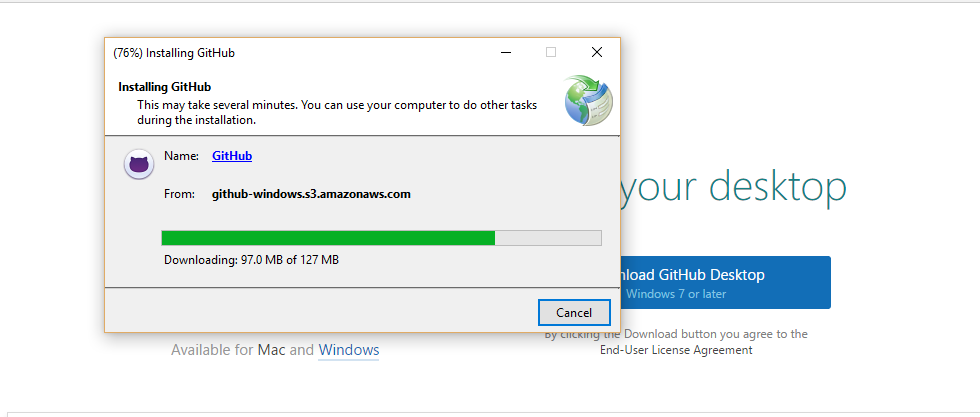 (76%) Installing GitHub
Installing GitHub
This may take several minutes. You can use your computer to do other tasks
during the installation.
Name: GitHub
From: github-windows.s3.amazonaws.com
Downloading: 97.0 MB of 127 MB
Cancel
your desktop
GitHub Desktop
Windows 7 or later
By clicking the Download button you agree to the
End-User License Agreement
Available for Mac and Windows